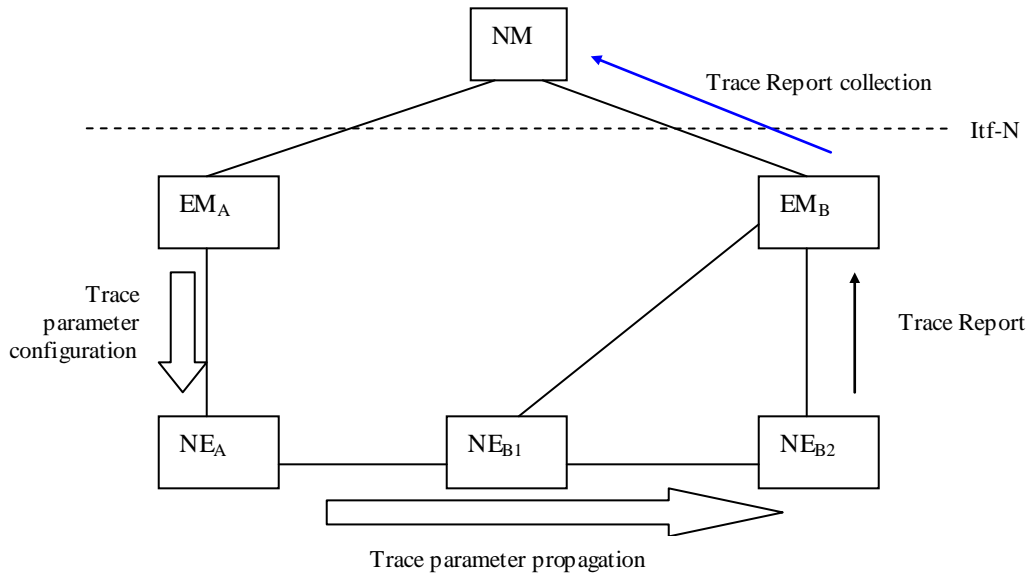 NM
Trace Report collection
Itf-N
EMA
EMB
Trace
parameter
configuration
Trace Report
NEA
NEB1
NEB2
Trace parameter propagation